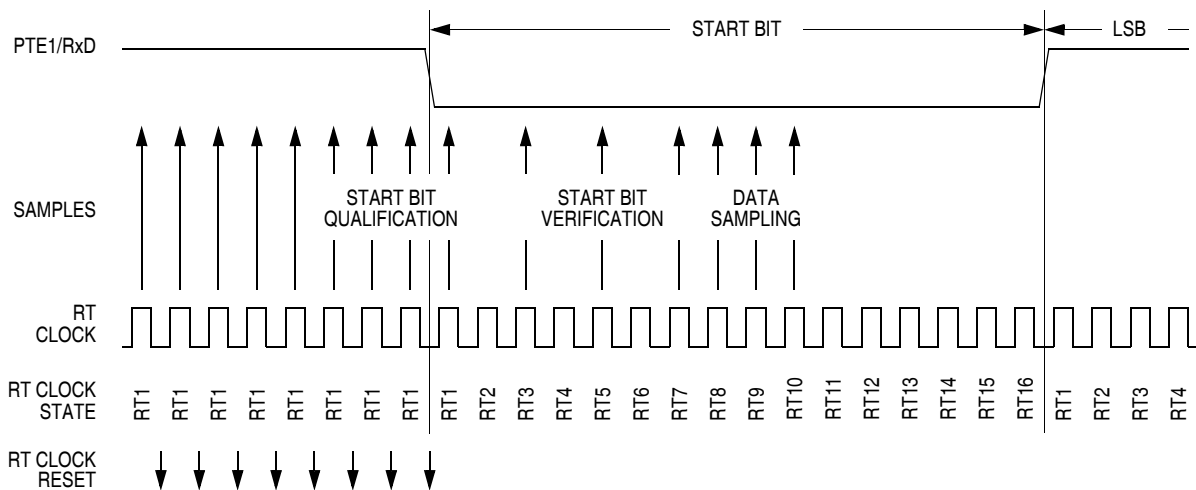 START BIT
LSB
PTE1/RxD
SAMPLES
START BIT
QUALIFICATION
START BIT
VERIFICATION
DATA
SAMPLING
RT
CLOCK
RT CLOCK
STATE
RT1 RT1 RT1 RT1 RT1 RT1 RT1 RT1 RT1 RT2 RT3 RT4 RT5 RT6 RT7 RT8 RT9 RT10 RT11 RT12 RT13 RT14 RT15 RT16 RT1 RT2 RT3 RT4
RT CLOCK
RESET